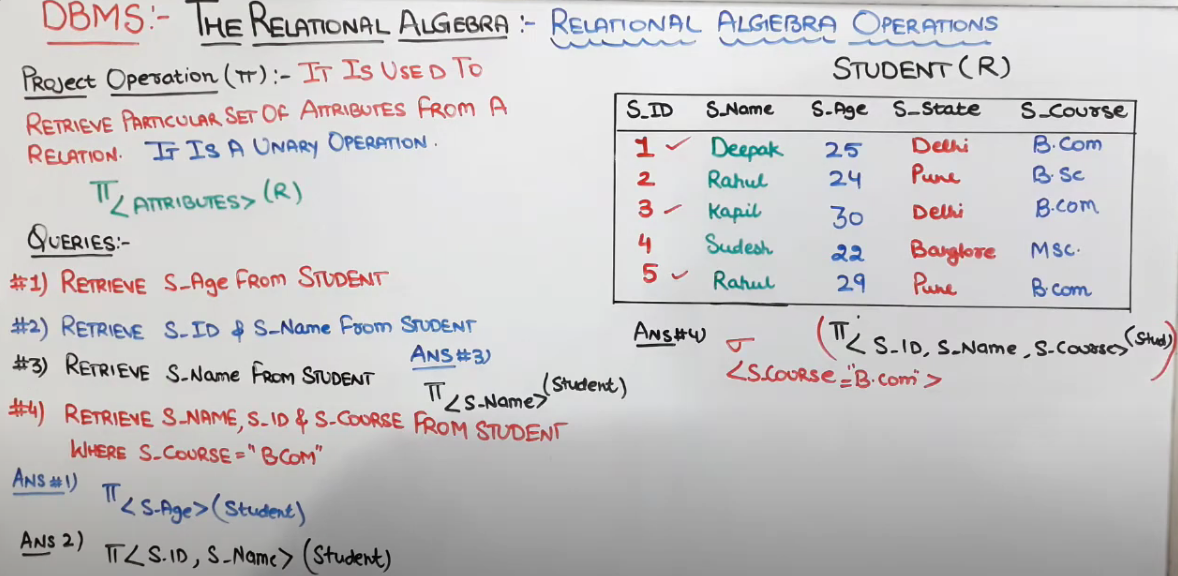 DBMS:- THE RELATIONAL ALGEBRA :- RELATIONAL ALGEBRA OPERATIONS
Project Operation (π) :- IT IS USED TO
RETRIEVE PARTICULAR SET OF ATTRIBUTES FROM A
RELATION. IT IS A UNARY OPERATION.
π<ATTRIBUTES> (R)
QUERIES:-
#1) RETRIEVE S_Age FROM STUDENT
#2) RETRIEVE S_ID & S_Name From STUDENT
#3) RETRIEVE S_Name FROM STUDENT
#4) RETRIEVE S_NAME, S_ID & S_COURSE FROM STUDENT
WHERE S_COURSE = "B.COM"
ANS #1) π<S_Age> (Student)
ANS 2) π<S_ID, S_Name> (Student)
ANS #3)
π<S_Name> (Student)
STUDENT (R)
S_ID S_Name S_Age S_State S_Course
1 ✓ Deepak 25 Delhi B.Com
2 Rahul 24 Pune B.Sc
3 ✓ Kapil 30 Delhi B.com
4 Sudesh 22 Banglore MSC.
5 ✓ Rahul 29 Pune B.com
ANS #4) σ<S.COURSE="B.com"> (π<S_ID, S_Name, S_Course> (Stud))